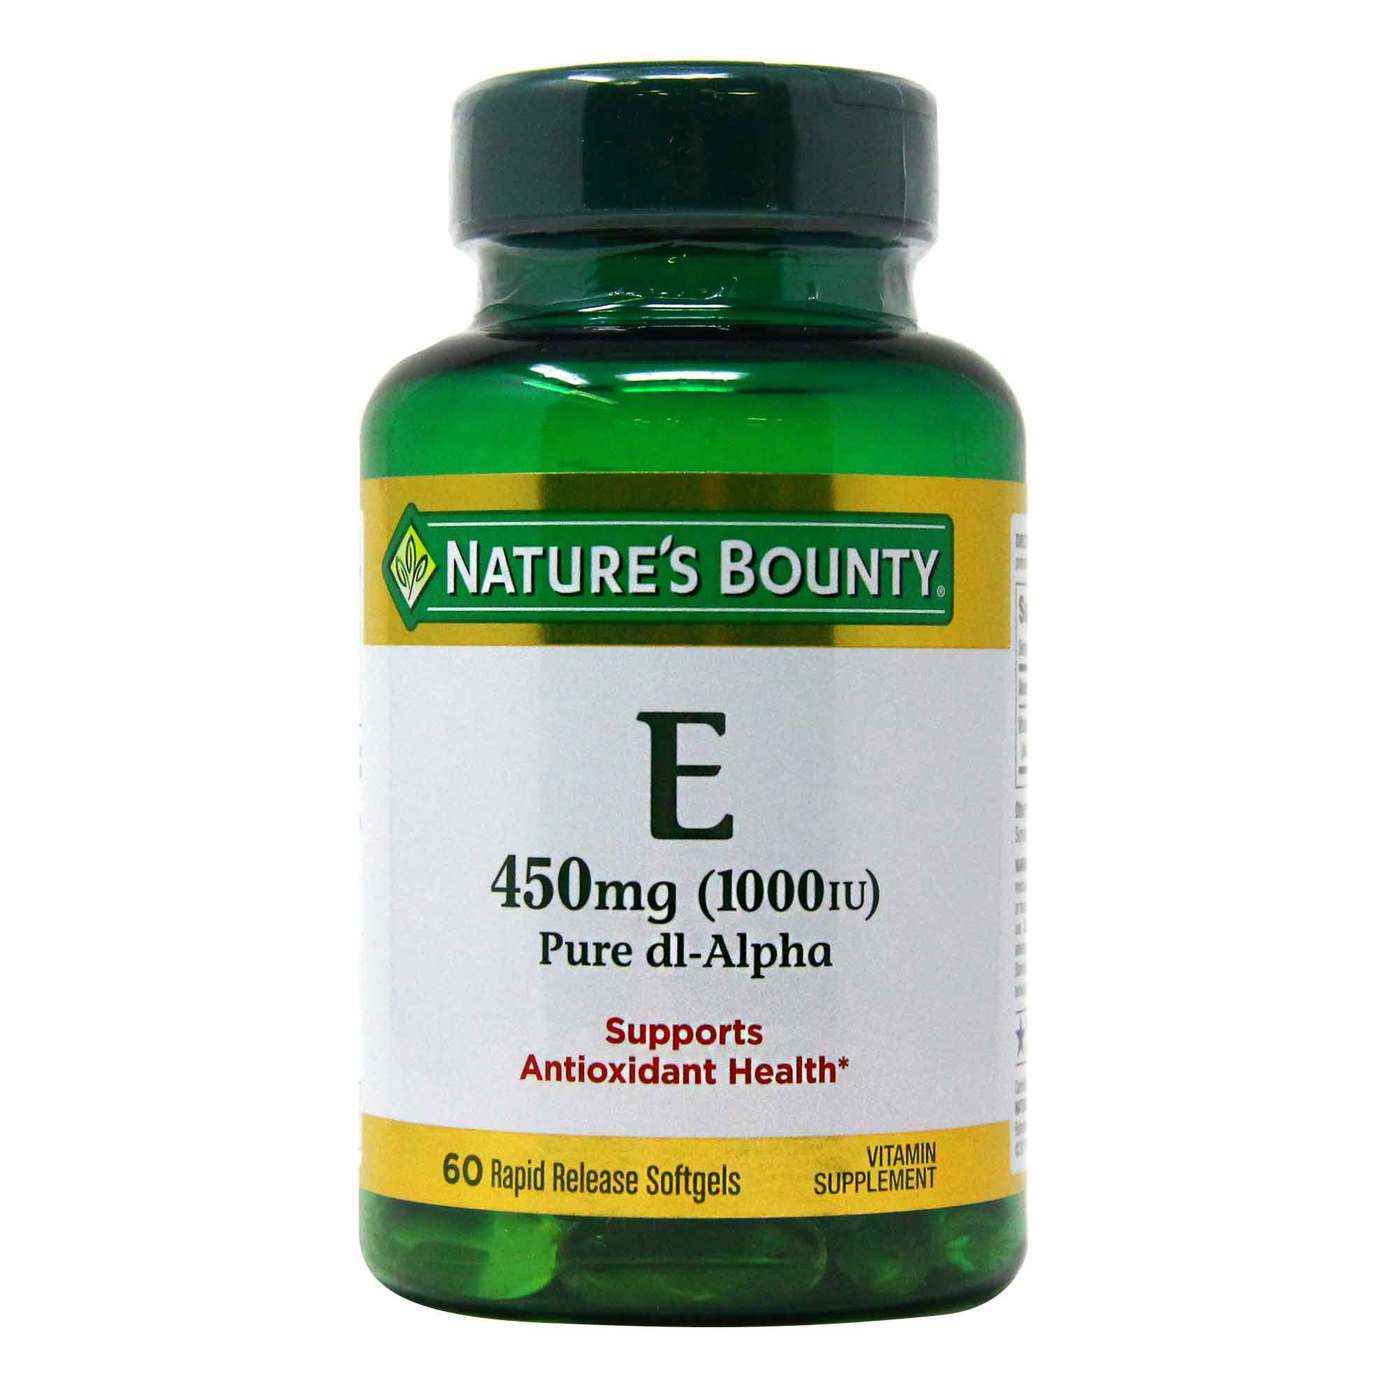 NATURE'S BOUNTY®
E
450mg (1000IU)
Pure dl-Alpha
Supports
Antioxidant Health*
60 Rapid Release Softgels
VITAMIN
SUPPLEMENT